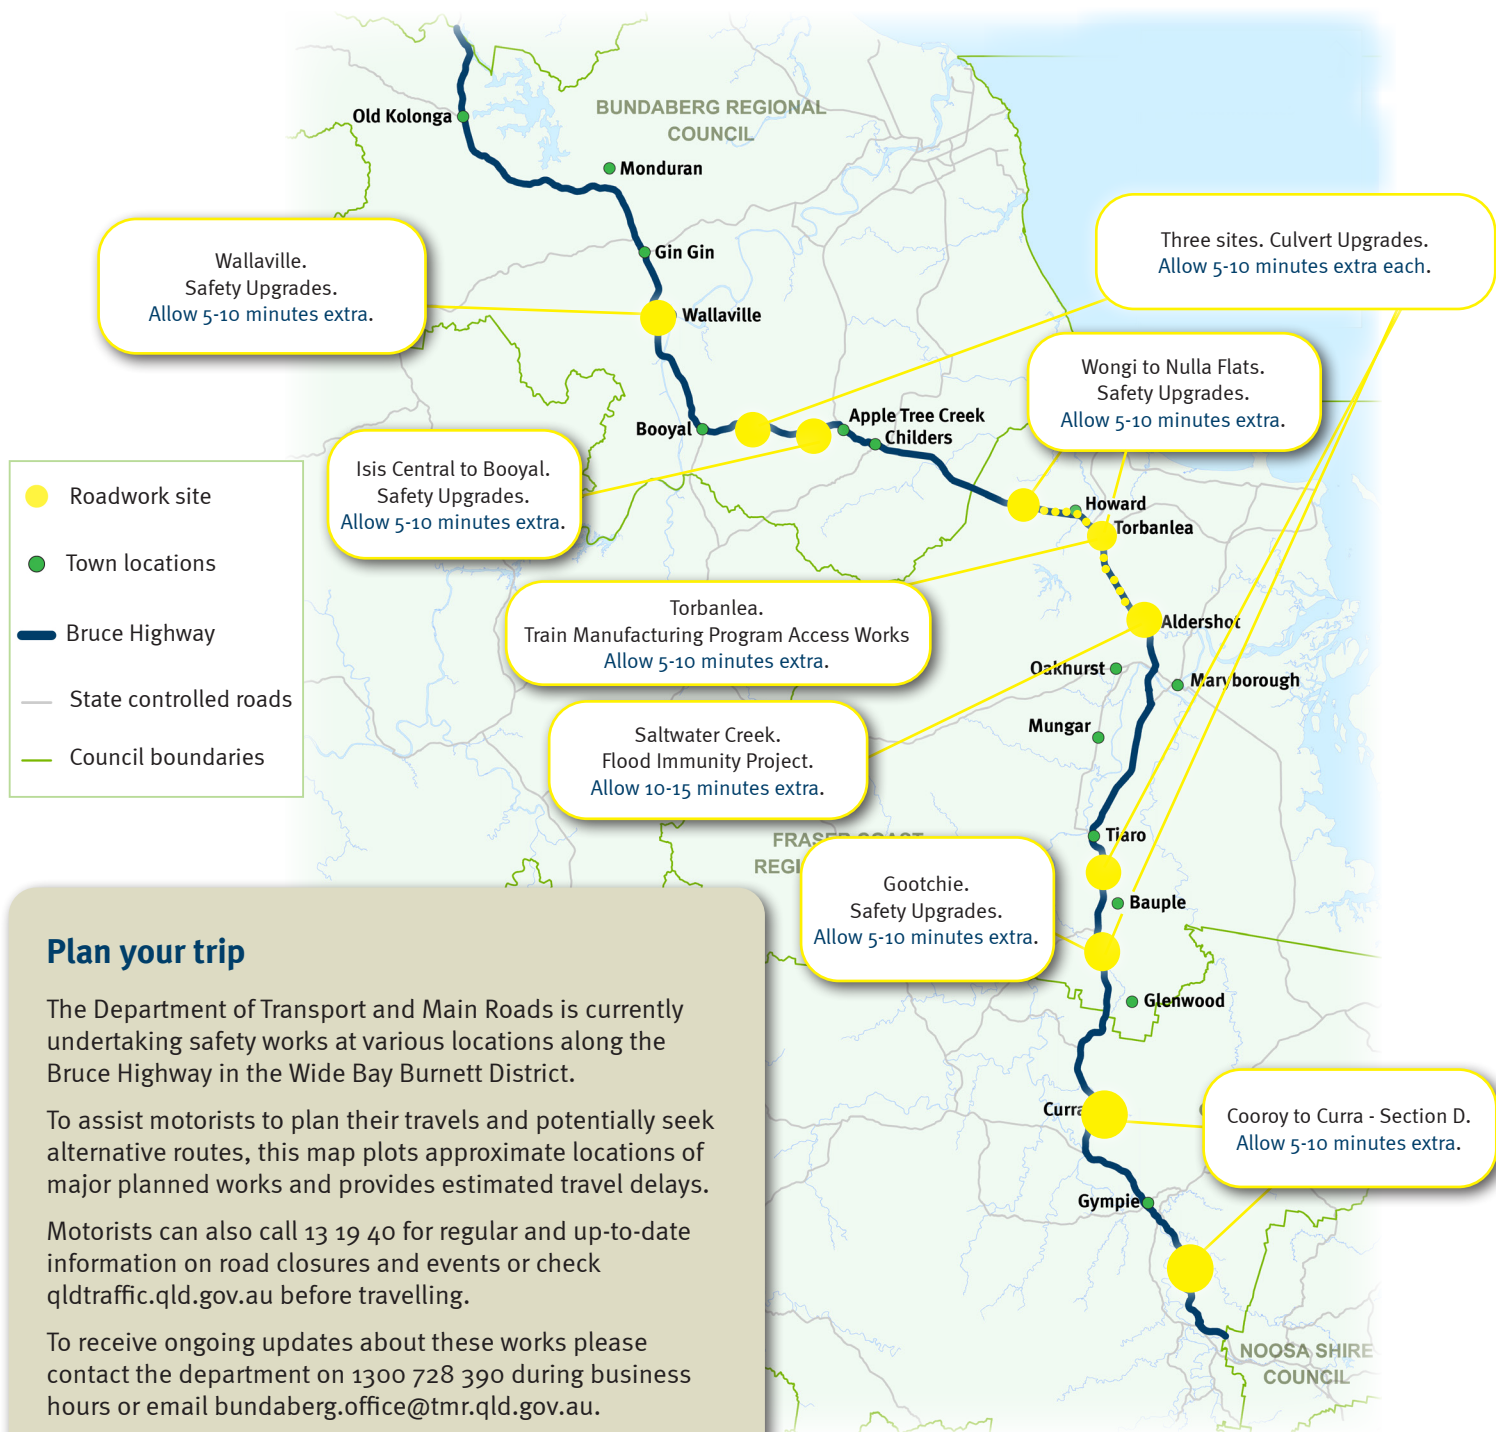 Old Kolonga
BUNDABERG REGIONAL
COUNCIL
Monduran
Gin Gin
Wallaville.
Safety Upgrades.
Allow 5-10 minutes extra.
Three sites. Culvert Upgrades.
Allow 5-10 minutes extra each.
Wallaville
Wongi to Nulla Flats.
Safety Upgrades.
Allow 5-10 minutes extra.
Booyal
Apple Tree Creek
Childers
Isis Central to Booyal.
Safety Upgrades.
Allow 5-10 minutes extra.
Roadwork site
Town locations
Bruce Highway
State controlled roads
Council boundaries
Howard
Torbanlea
Torbanlea.
Train Manufacturing Program Access Works
Allow 5-10 minutes extra.
Aldershot
Oakhurst
Maryborough
Mungar
Saltwater Creek.
Flood Immunity Project.
Allow 10-15 minutes extra.
Tiaro
FRASER COAST
REGI
Gootchie.
Safety Upgrades.
Allow 5-10 minutes extra.
Bauple
Glenwood
Curra
Cooroy to Curra - Section D.
Allow 5-10 minutes extra.
Gympie
NOOSA SHIRE
COUNCIL
Plan your trip
The Department of Transport and Main Roads is currently
undertaking safety works at various locations along the
Bruce Highway in the Wide Bay Burnett District.
To assist motorists to plan their travels and potentially seek
alternative routes, this map plots approximate locations of
major planned works and provides estimated travel delays.
Motorists can also call 13 19 40 for regular and up-to-date
information on road closures and events or check
qldtraffic.qld.gov.au before travelling.
To receive ongoing updates about these works please
contact the department on 1300 728 390 during business
hours or email bundaberg.office@tmr.qld.gov.au.